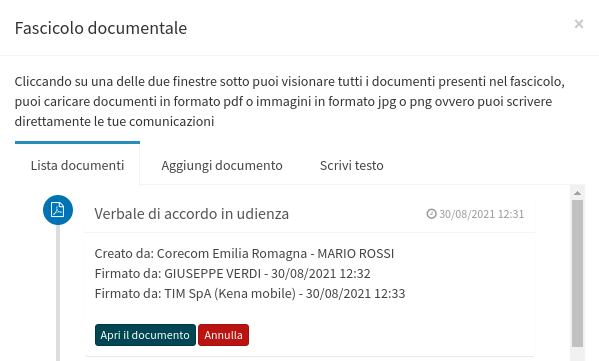 Fascicolo documentale
×
Cliccando su una delle due finestre sotto puoi visionare tutti i documenti presenti nel fascicolo,
puoi caricare documenti in formato pdf o immagini in formato jpg o png ovvero puoi scrivere
direttamente le tue comunicazioni
Lista documenti Aggiungi documento Scrivi testo
Verbale di accordo in udienza 30/08/2021 12:31
Creato da: Corecom Emilia Romagna - MARIO ROSSI
Firmato da: GIUSEPPE VERDI - 30/08/2021 12:32
Firmato da: TIM SpA (Kena mobile) - 30/08/2021 12:33
Apri il documento Annulla